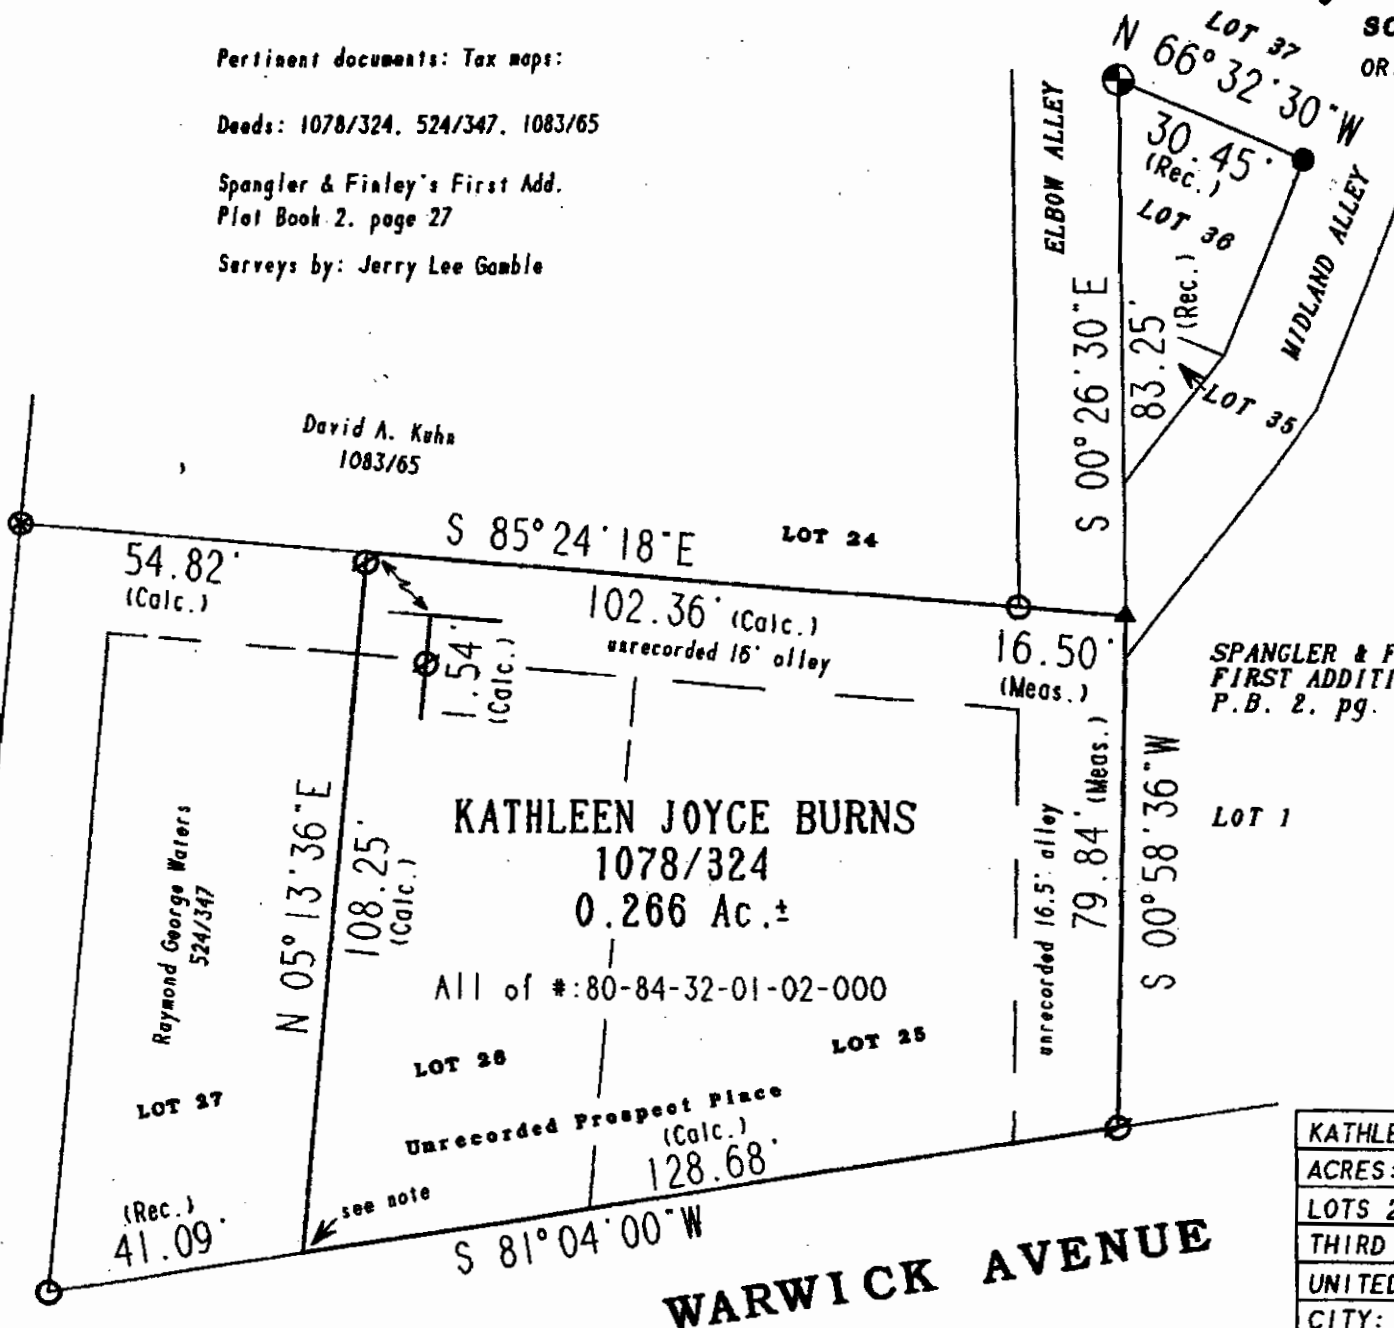 Pertinent documents: Tax maps:
Deeds: 1078/324. 524/347. 1083/65
Spangler & Finley's First Add.
Plat Book 2. page 27
Surveys by: Jerry Lee Gamble
LOT 37
N 66°32'30"W
30.45'
(Rec.)
LOT 36
ELBOW ALLEY
MIDLAND ALLEY
S 00°26'30"E
83.25'
(Rec.)
LOT 35
David A. Kuhn
1083/65
S 85°24'18"E
LOT 24
54.82'
(Calc.)
102.36' (Calc.)
unrecorded 16' alley
16.50'
(Meas.)
1.54'
(Calc.)
SPANGLER & F
FIRST ADDITI
P.B. 2. pg.
LOT 1
KATHLEEN JOYCE BURNS
1078/324
0.266 Ac.±
All of #:80-84-32-01-02-000
Raymond George Waters
524/347
N 05°13'36"E
108.25'
(Calc.)
unrecorded 16.5' alley
79.84' (Meas.)
S 00°58'36"W
LOT 27
LOT 26
LOT 25
Unrecorded Prospect Place
(Calc.)
128.68'
(Rec.)
41.09'
see note
S 81°04'00"W
WARWICK AVENUE
KATHLE
ACRES:
LOTS 2
THIRD
UNITED
CITY: